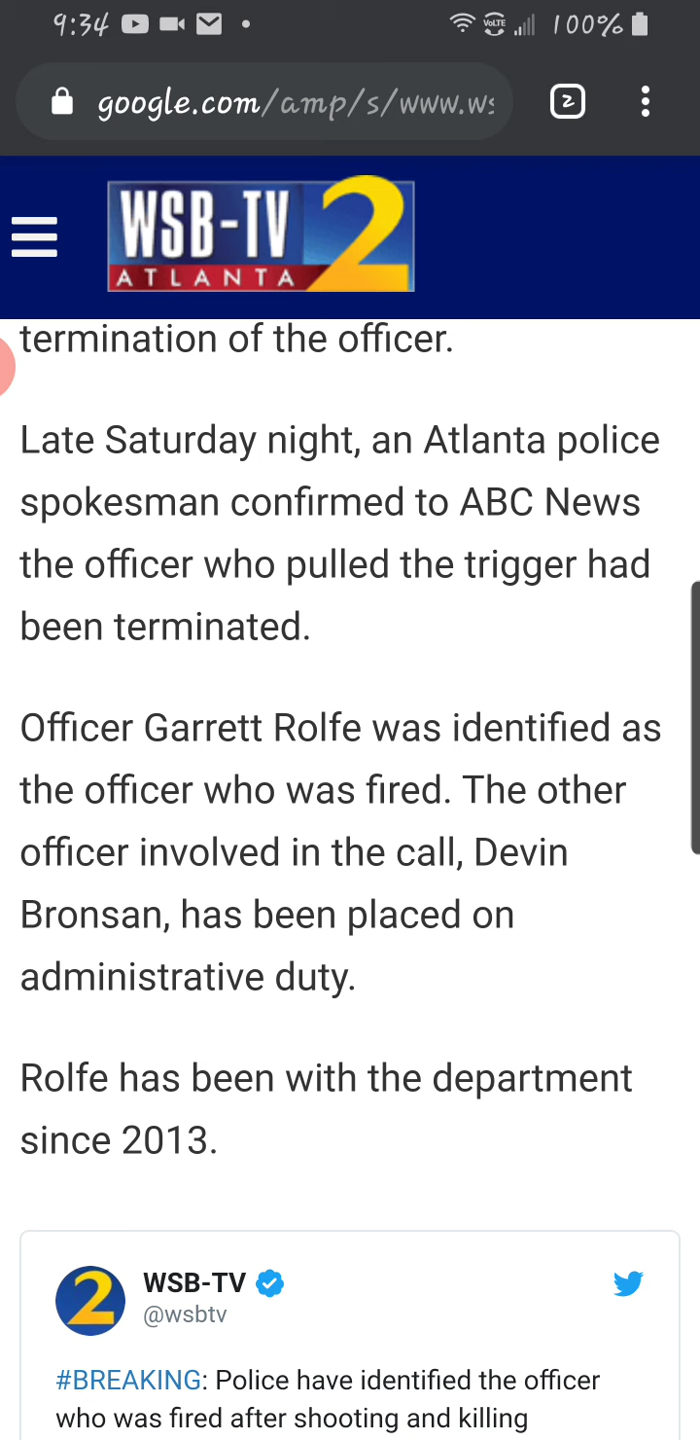 9:34
VoLTE
100%
google.com/amp/s/www.ws
2
WSB-TV 2
ATLANTA
termination of the officer.
Late Saturday night, an Atlanta police
spokesman confirmed to ABC News
the officer who pulled the trigger had
been terminated.
Officer Garrett Rolfe was identified as
the officer who was fired. The other
officer involved in the call, Devin
Bronsan, has been placed on
administrative duty.
Rolfe has been with the department
since 2013.
2
WSB-TV
@wsbtv
#BREAKING: Police have identified the officer
who was fired after shooting and killing